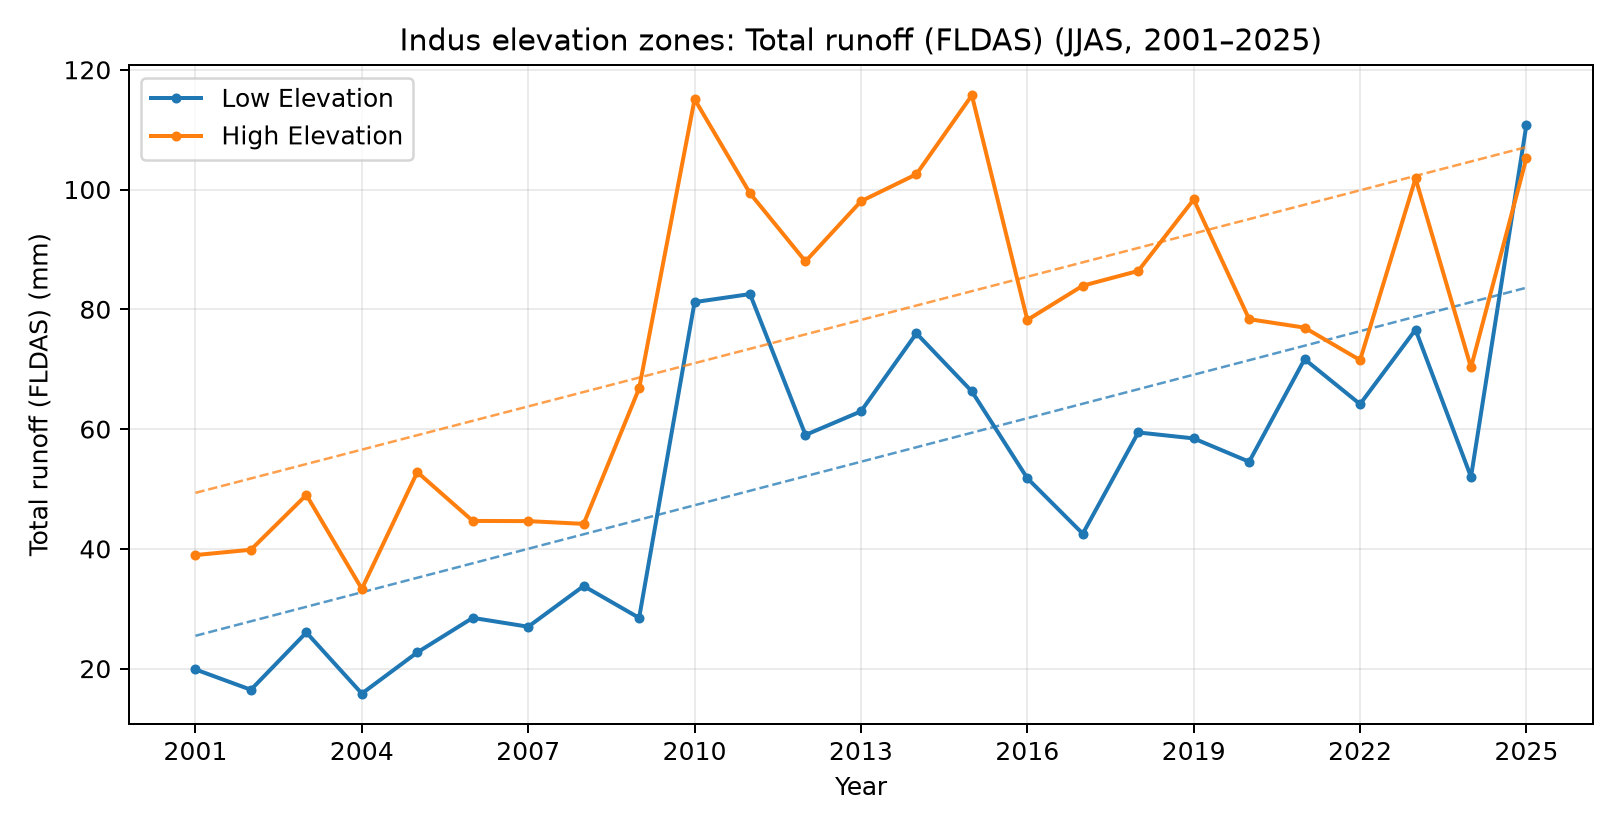 Indus elevation zones: Total runoff (FLDAS) (JJAS, 2001–2025)
Low Elevation
High Elevation
Total runoff (FLDAS) (mm)
120
100
80
60
40
20
2001 2004 2007 2010 2013 2016 2019 2022 2025
Year